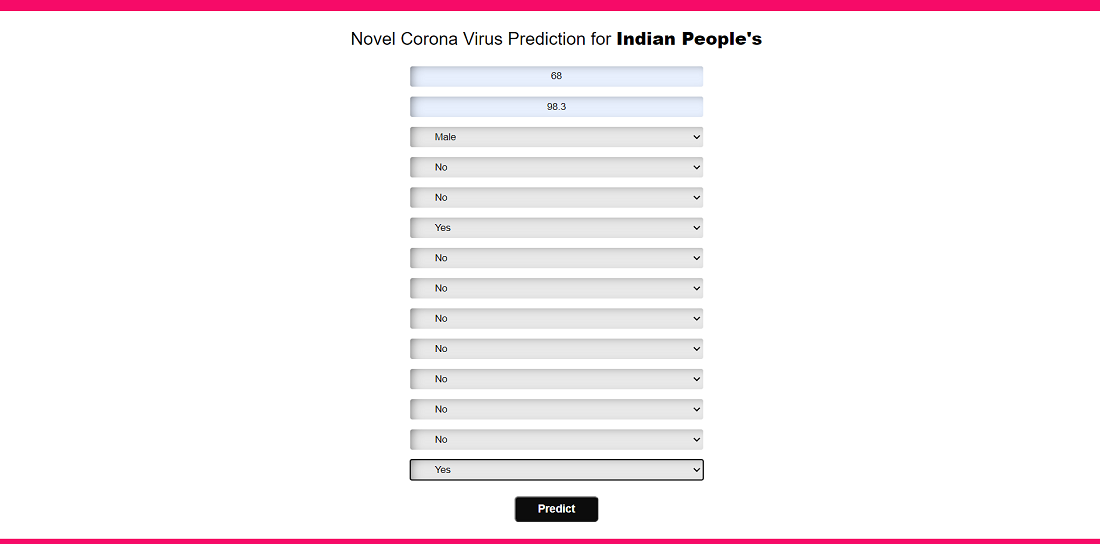 Novel Corona Virus Prediction for Indian People's
68
98.3
Male
No
No
Yes
No
No
No
No
No
No
No
Yes
Predict